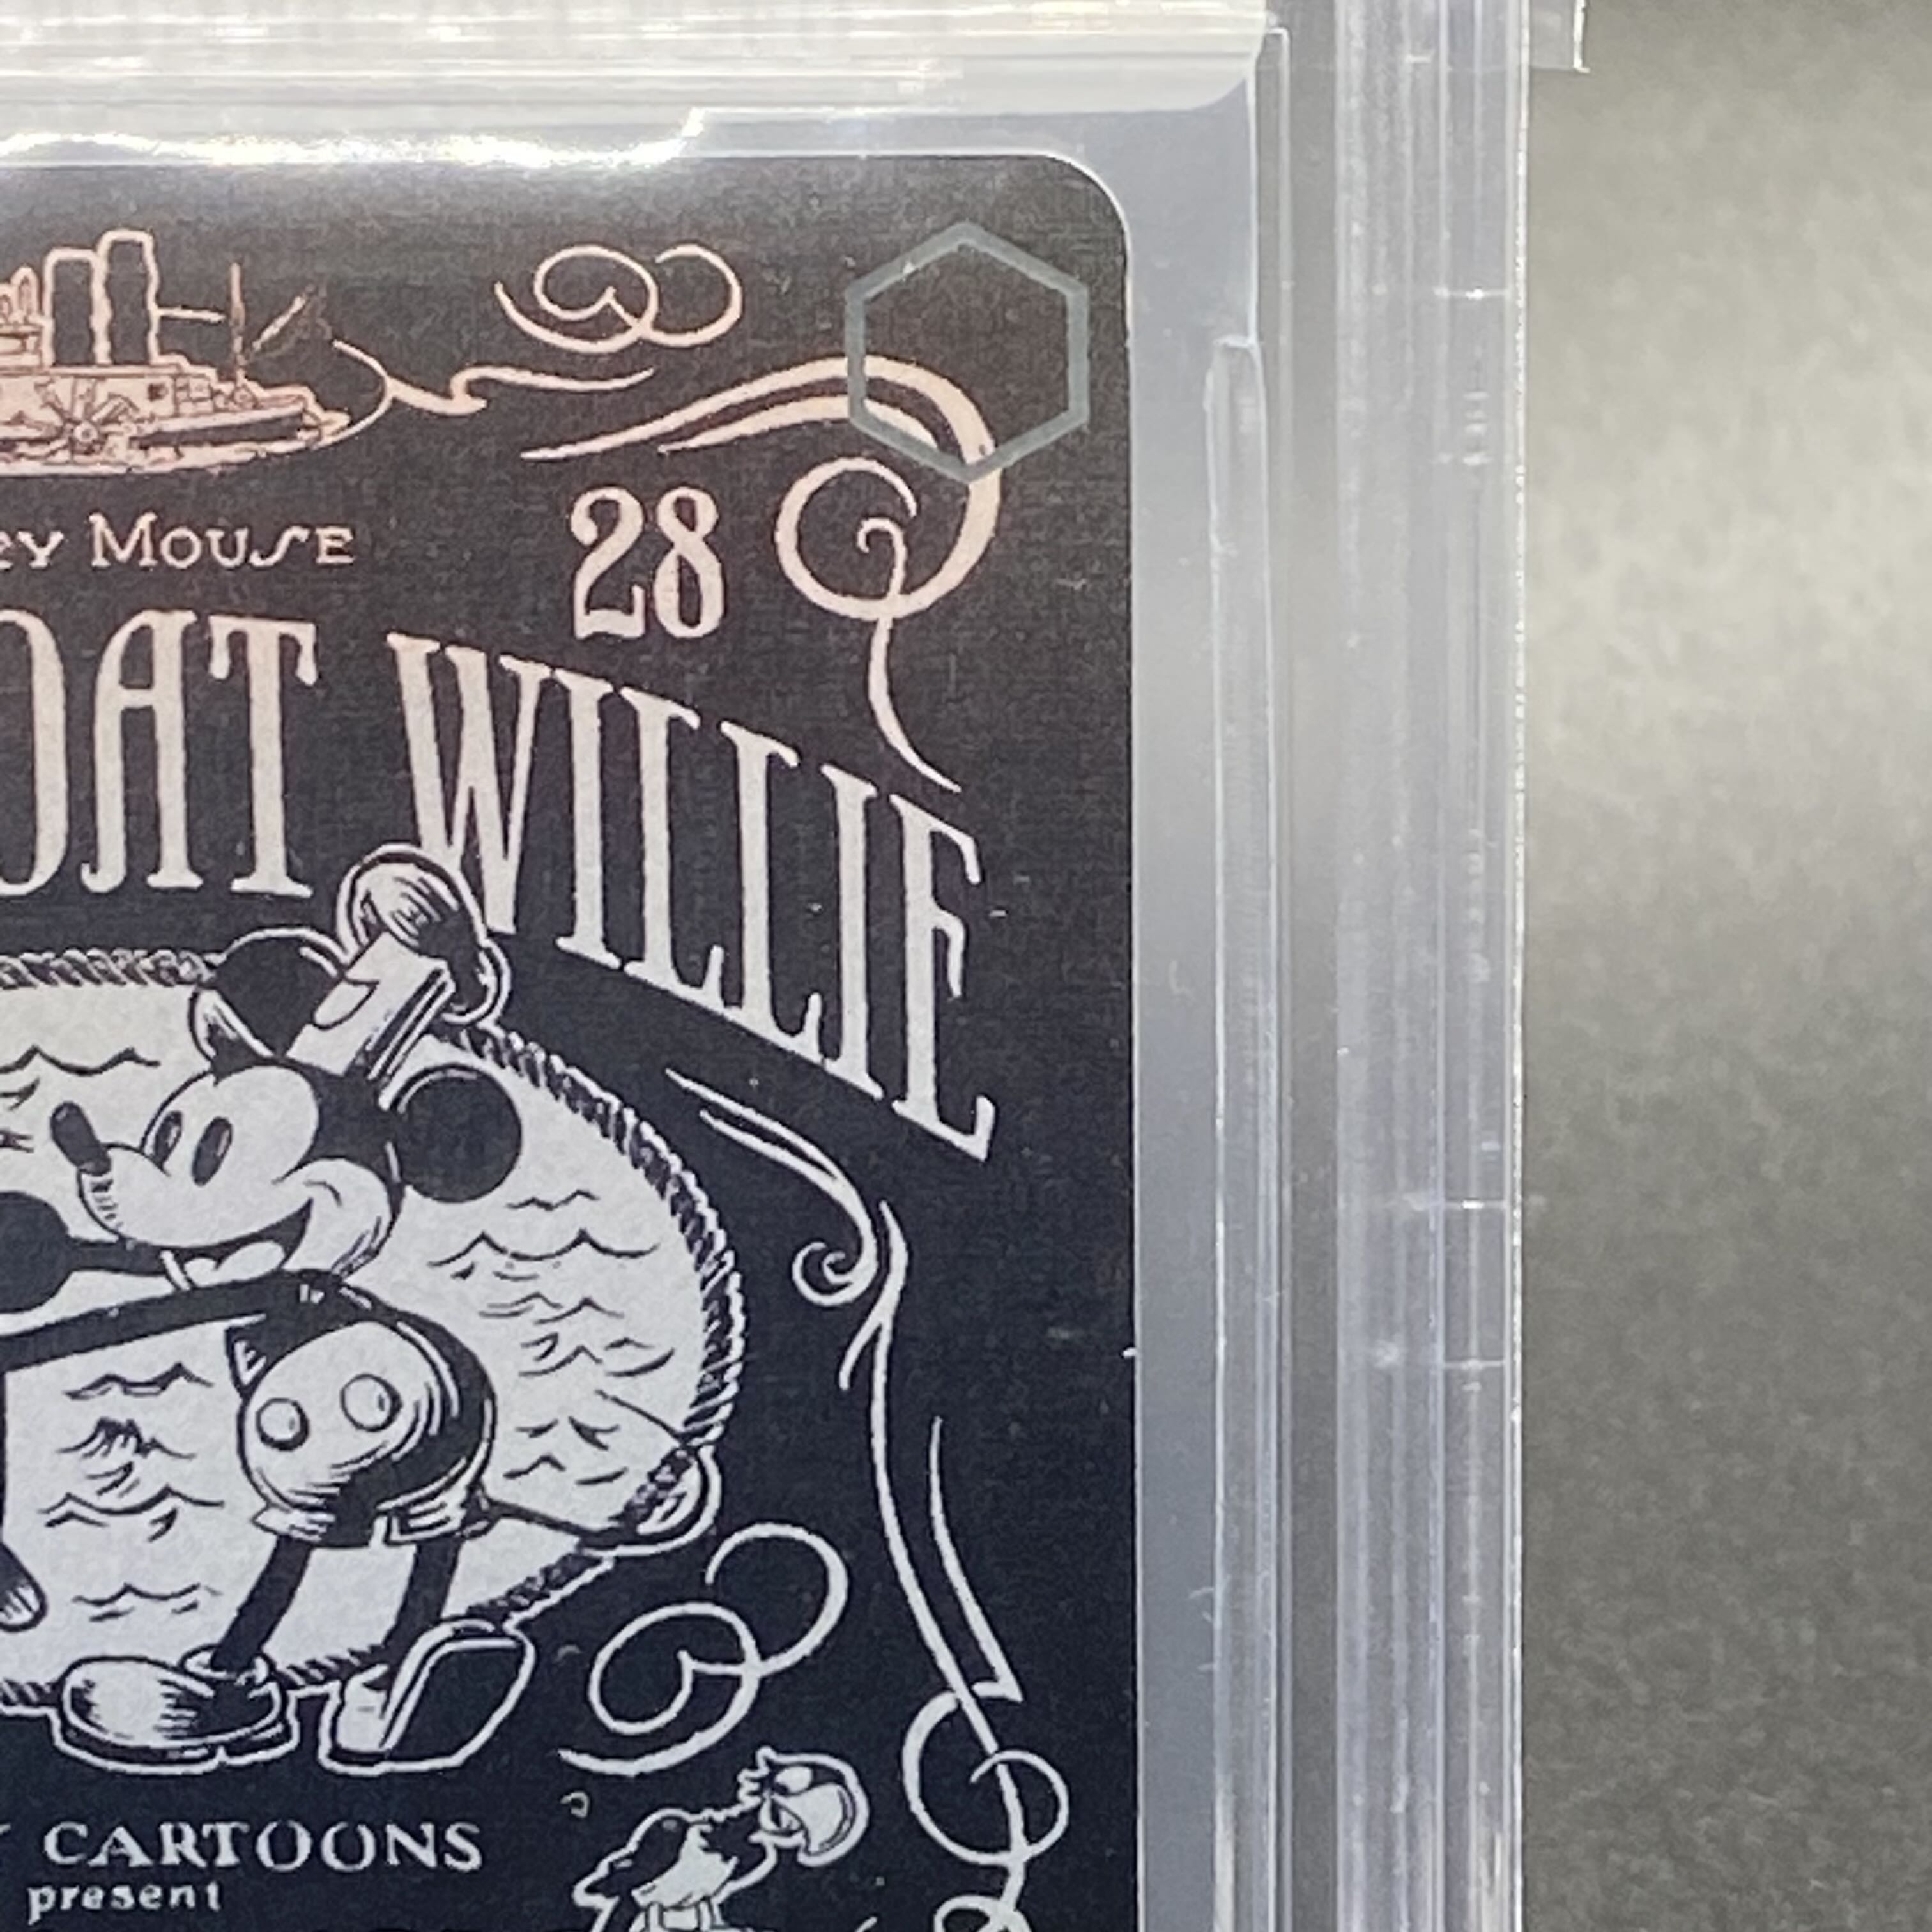 28
EY MOUSE
OAT WILLIE
Y CARTOONS
present